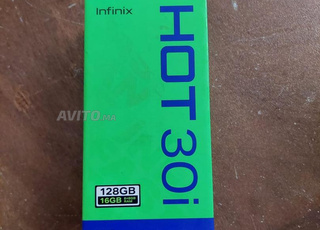 Infinix
HOT 30i
AVITO.ma
128GB
16GB